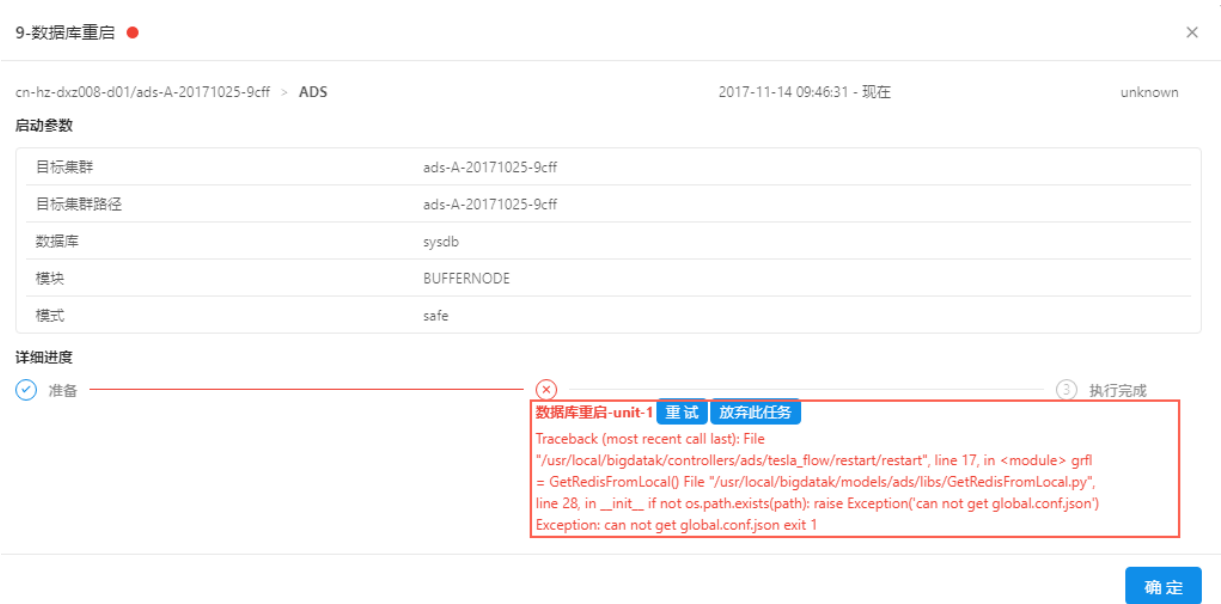 9-数据库重启
cn-hz-dxz008-d01/ads-A-20171025-9cff > ADS 2017-11-14 09:46:31 - 现在 unknown
启动参数
目标集群 ads-A-20171025-9cff
目标集群路径 ads-A-20171025-9cff
数据库 sysdb
模块 BUFFERNODE
模式 safe
详细进度
准备 3 执行完成
数据库重启-unit-1 重 试 放弃此任务
Traceback (most recent call last): File
"/usr/local/bigdatak/controllers/ads/tesla_flow/restart/restart", line 17, in <module> grfl
= GetRedisFromLocal() File "/usr/local/bigdatak/models/ads/libs/GetRedisFromLocal.py",
line 28, in __init__ if not os.path.exists(path): raise Exception('can not get global.conf.json')
Exception: can not get global.conf.json exit 1
确 定